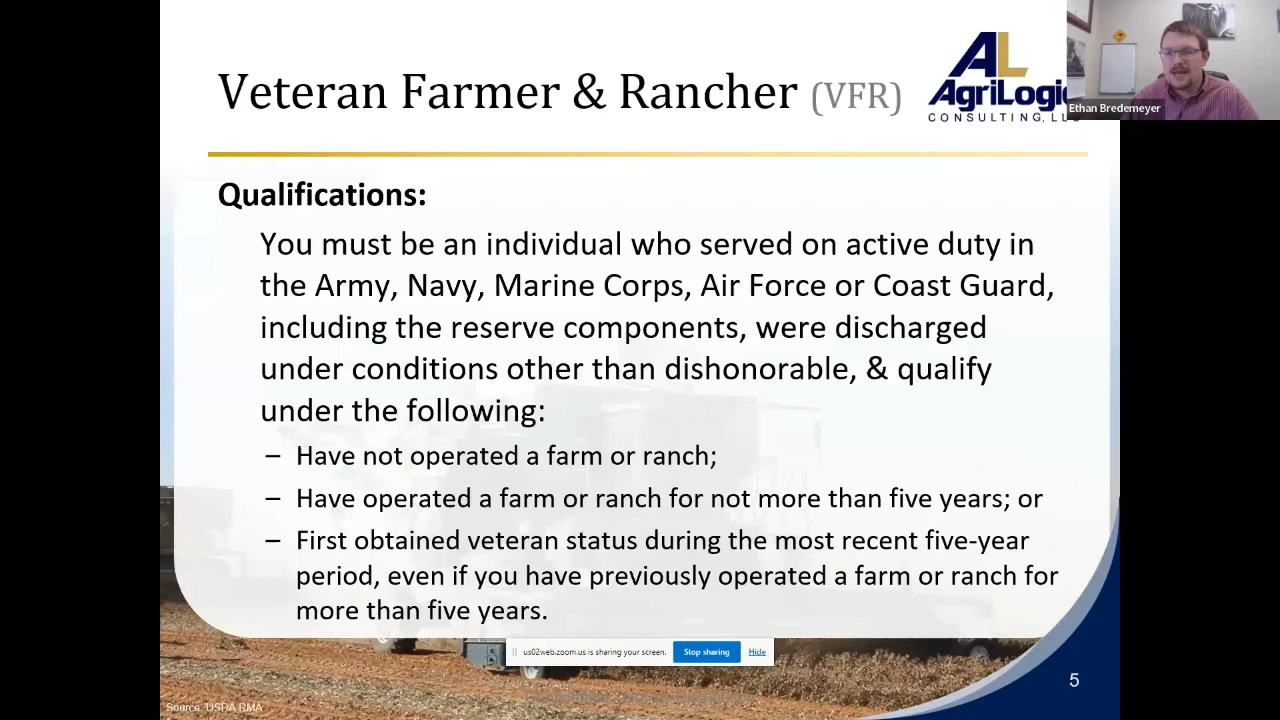 Veteran Farmer & Rancher (VFR)
AL
AgriLogic
CONSULTING, LL
Ethan Bredemeyer
Qualifications:
You must be an individual who served on active duty in
the Army, Navy, Marine Corps, Air Force or Coast Guard,
including the reserve components, were discharged
under conditions other than dishonorable, & qualify
under the following:
– Have not operated a farm or ranch;
– Have operated a farm or ranch for not more than five years; or
– First obtained veteran status during the most recent five-year
period, even if you have previously operated a farm or ranch for
more than five years.
us02web.zoom.us is sharing your screen. Stop sharing Hide
5
Source: USDA RMA